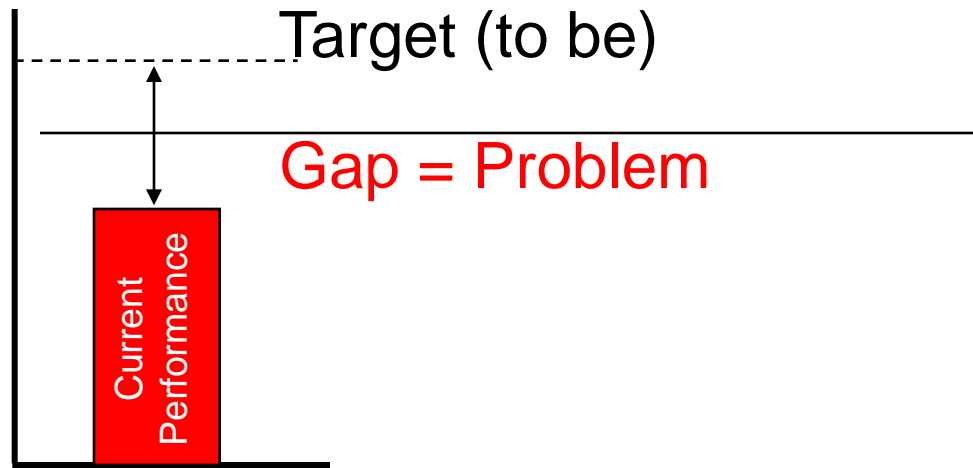 Target (to be)
Gap = Problem
Current
Performance